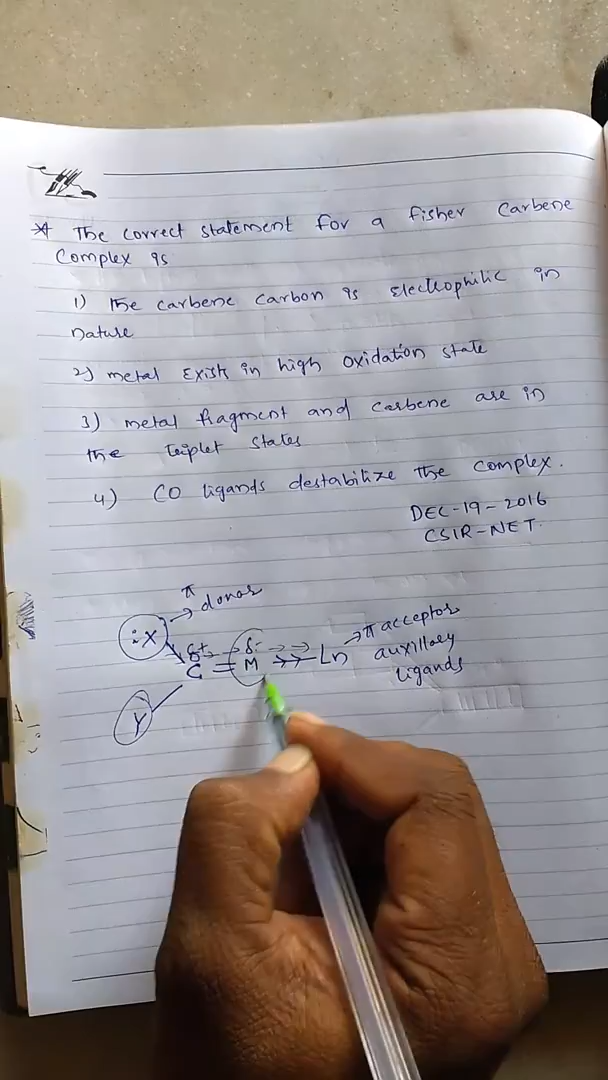 * The correct statement for a fisher carbene
complex is
1) The carbene carbon is electrophilic in
nature
2) metal exists in high oxidation state
3) metal fragment and carbene are in
the triplet states
4) CO ligands destabilize the complex.
DEC-19-2016
CSIR-NET.
π
→ donor
:X
δ+ δ-
C = M →→ Ln → π acceptor
auxillary
ligands
Y